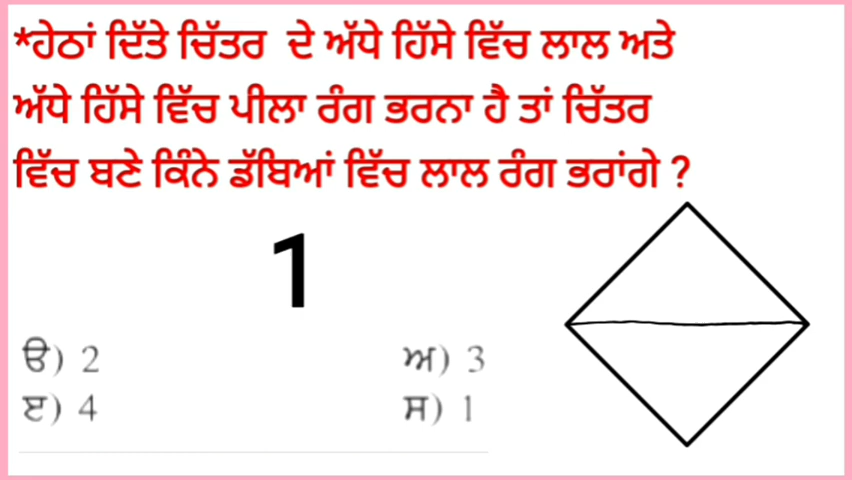 *ਹੇਠਾਂ ਦਿੱਤੇ ਚਿੱਤਰ ਦੇ ਅੱਧੇ ਹਿੱਸੇ ਵਿੱਚ ਲਾਲ ਅਤੇ
ਅੱਧੇ ਹਿੱਸੇ ਵਿੱਚ ਪੀਲਾ ਰੰਗ ਭਰਨਾ ਹੈ ਤਾਂ ਚਿੱਤਰ
ਵਿੱਚ ਬਣੇ ਕਿੰਨੇ ਡੱਬਿਆਂ ਵਿੱਚ ਲਾਲ ਰੰਗ ਭਰਾਂਗੇ ?
1
ੳ) 2 ਅ) 3
ੲ) 4 ਸ) 1